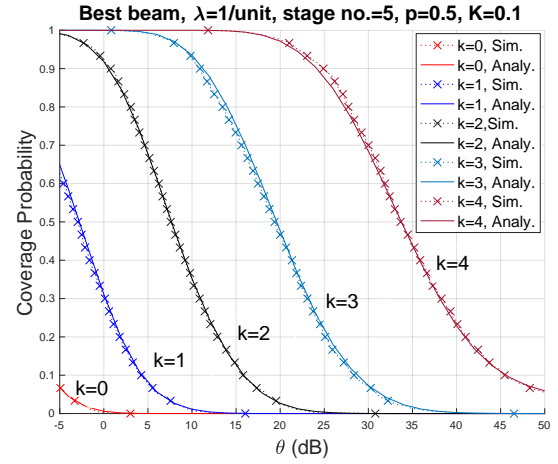 Best beam, λ=1/unit, stage no.=5, p=0.5, K=0.1
Coverage Probability
1
0.9
0.8
0.7
0.6
0.5
0.4
0.3
0.2
0.1
0
k=0, Sim.
k=0, Analy.
k=1, Sim.
k=1, Analy.
k=2,Sim.
k=2, Analy.
k=3, Sim.
k=3, Analy.
k=4, Sim.
k=4, Analy.
k=0
k=1
k=2
k=3
k=4
-5 0 5 10 15 20 25 30 35 40 45 50
θ (dB)